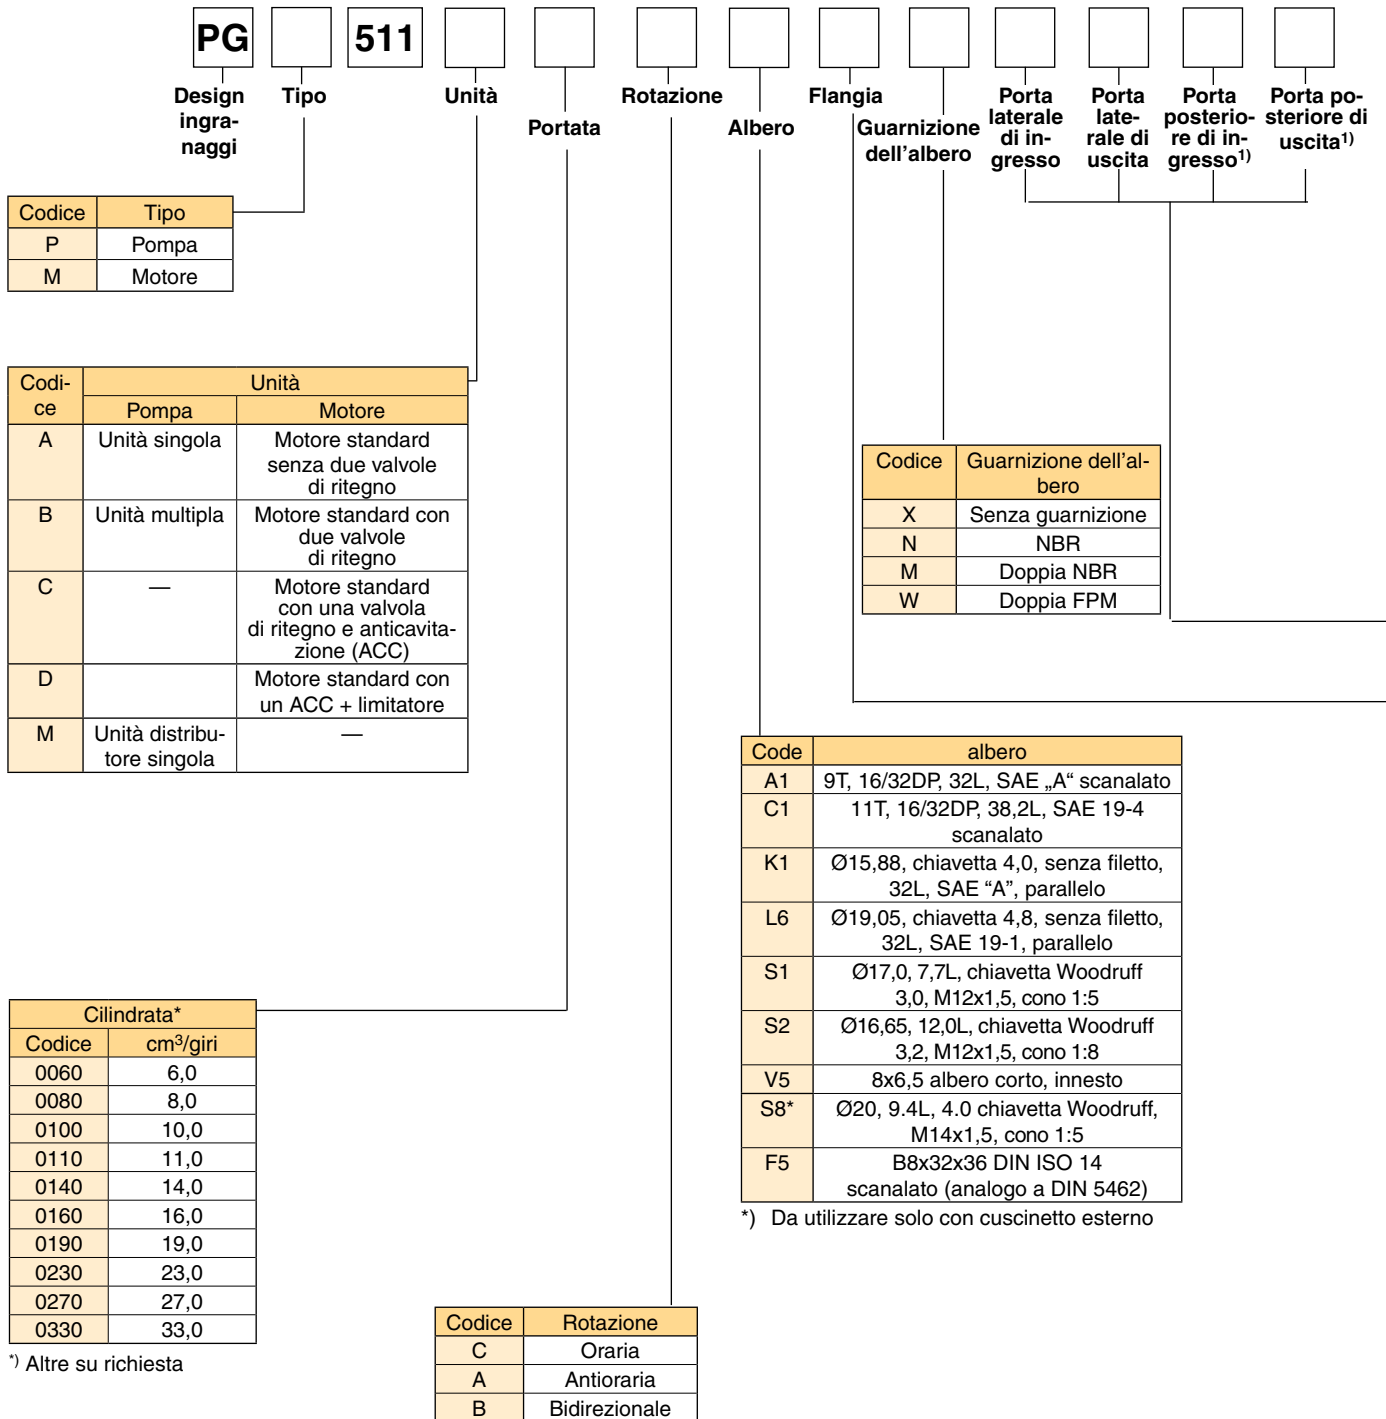 PG 511
Design
ingra-
naggi
Tipo
Unità
Portata
Rotazione
Albero
Flangia
Guarnizione
dell'albero
Porta
laterale
di in-
gresso
Porta
late-
rale di
uscita
Porta
posterio-
re di in-
gresso1)
Porta po-
steriore di
uscita1)
Codice Tipo
P Pompa
M Motore
Codi-
ce
Unità
Pompa Motore
A Unità singola Motore standard
senza due valvole
di ritegno
B Unità multipla Motore standard con
due valvole
di ritegno
C — Motore standard
con una valvola
di ritegno e anticavita-
zione (ACC)
D Motore standard con
un ACC + limitatore
M Unità distribu-
tore singola
—
Codice Guarnizione dell'al-
bero
X Senza guarnizione
N NBR
M Doppia NBR
W Doppia FPM
Code albero
A1 9T, 16/32DP, 32L, SAE „A“ scanalato
C1 11T, 16/32DP, 38,2L, SAE 19-4
scanalato
K1 Ø15,88, chiavetta 4,0, senza filetto,
32L, SAE “A”, parallelo
L6 Ø19,05, chiavetta 4,8, senza filetto,
32L, SAE 19-1, parallelo
S1 Ø17,0, 7,7L, chiavetta Woodruff
3,0, M12x1,5, cono 1:5
S2 Ø16,65, 12,0L, chiavetta Woodruff
3,2, M12x1,5, cono 1:8
V5 8x6,5 albero corto, innesto
S8* Ø20, 9.4L, 4.0 chiavetta Woodruff,
M14x1,5, cono 1:5
F5 B8x32x36 DIN ISO 14
scanalato (analogo a DIN 5462)
*) Da utilizzare solo con cuscinetto esterno
Cilindrata*
Codice cm³/giri
0060 6,0
0080 8,0
0100 10,0
0110 11,0
0140 14,0
0160 16,0
0190 19,0
0230 23,0
0270 27,0
0330 33,0
*) Altre su richiesta
Codice Rotazione
C Oraria
A Antioraria
B Bidirezionale